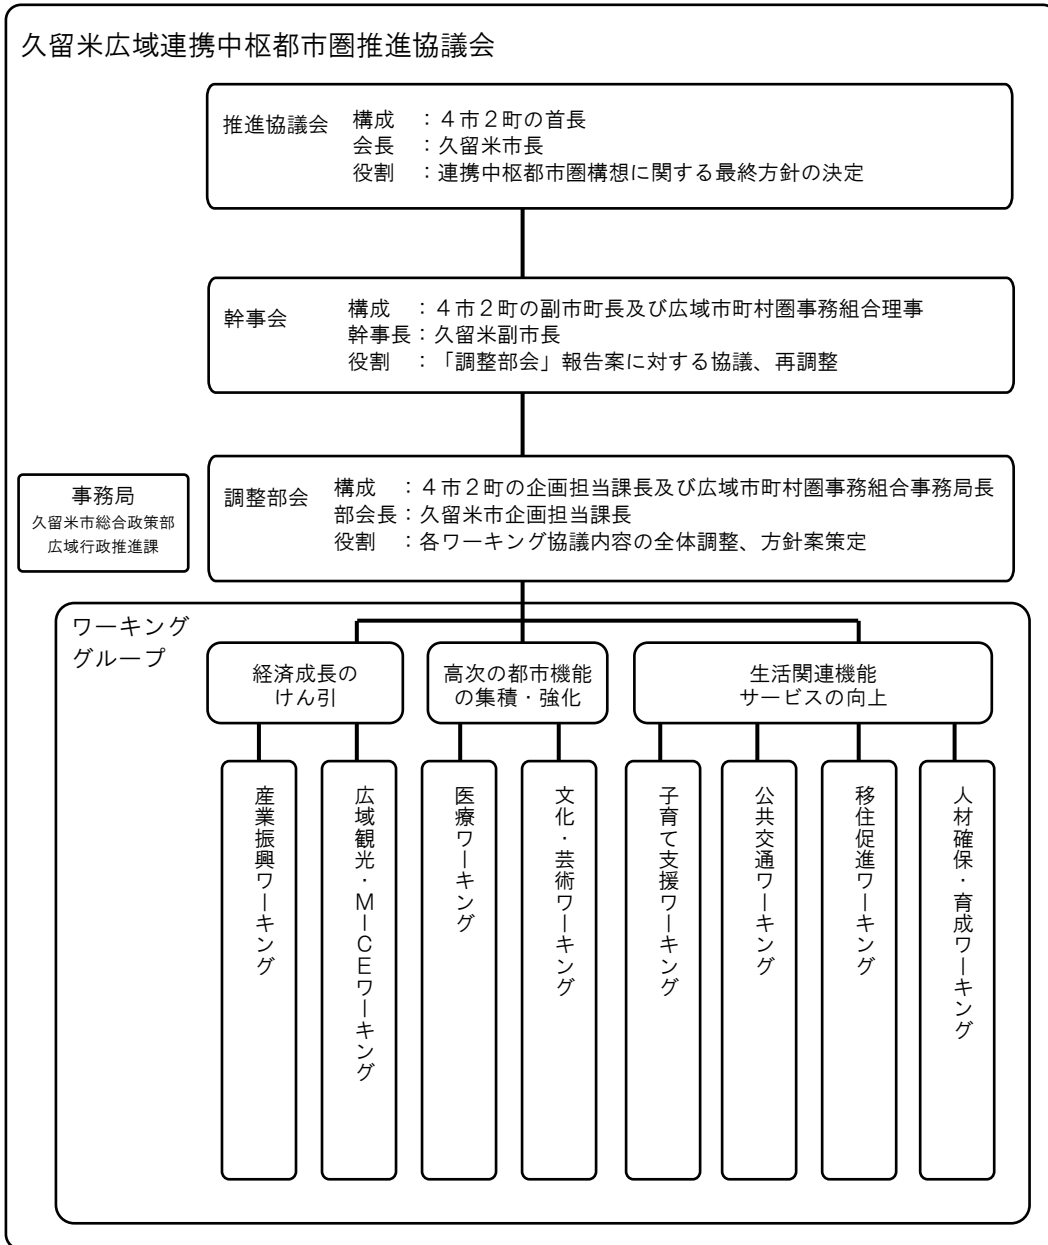 久留米広域連携中枢都市圏推進協議会
推進協議会
構成 ：４市２町の首長
会長 ：久留米市長
役割 ：連携中枢都市圏構想に関する最終方針の決定
幹事会
構成 ：４市２町の副市町長及び広域市町村圏事務組合理事
幹事長：久留米副市長
役割 ：「調整部会」報告案に対する協議、再調整
事務局
久留米市総合政策部
広域行政推進課
調整部会
構成 ：４市２町の企画担当課長及び広域市町村圏事務組合事務局長
部会長：久留米市企画担当課長
役割 ：各ワーキング協議内容の全体調整、方針案策定
ワーキング
グループ
経済成長の
けん引
高次の都市機能
の集積・強化
生活関連機能
サービスの向上
産業振興ワーキング
広域観光・ＭＩＣＥワーキング
医療ワーキング
文化・芸術ワーキング
子育て支援ワーキング
公共交通ワーキング
移住促進ワーキング
人材確保・育成ワーキング